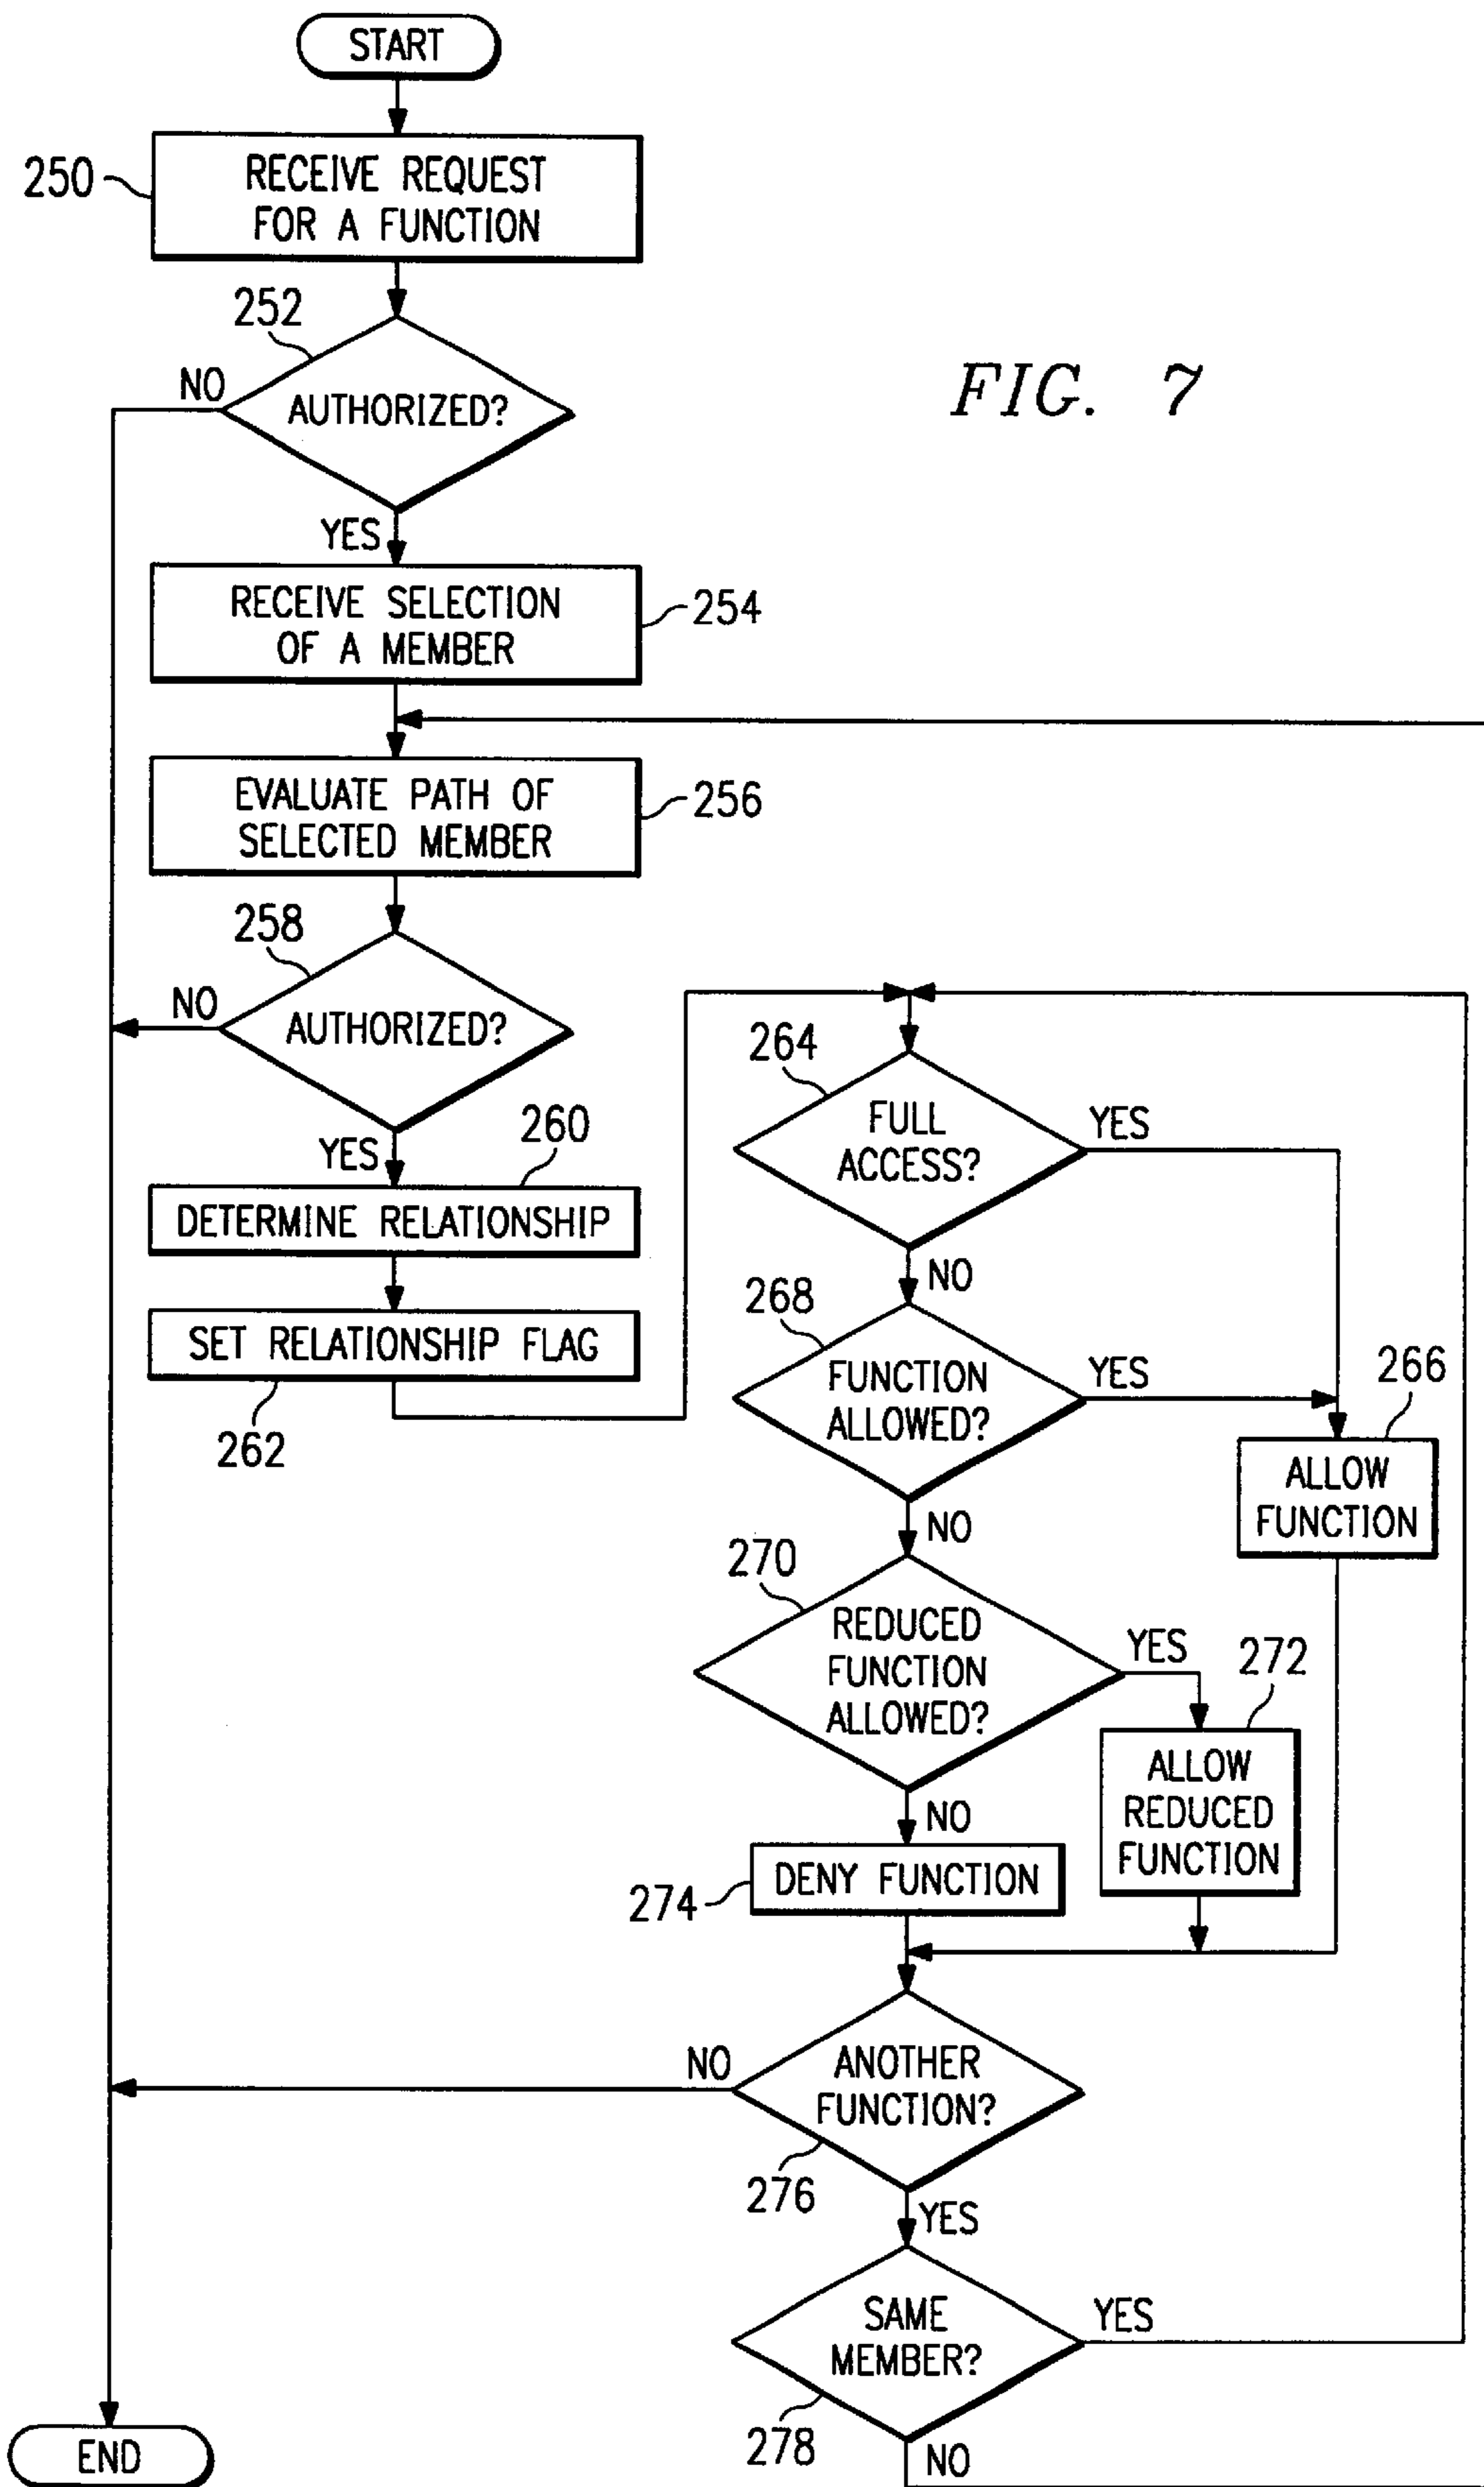 START
250
RECEIVE REQUEST
FOR A FUNCTION
252
FIG. 7
NO
AUTHORIZED?
YES
RECEIVE SELECTION
OF A MEMBER
254
EVALUATE PATH OF
SELECTED MEMBER
256
258
NO
AUTHORIZED?
YES
260
DETERMINE RELATIONSHIP
SET RELATIONSHIP FLAG
262
264
FULL
ACCESS?
YES
NO
268
FUNCTION
ALLOWED?
YES
266
ALLOW
FUNCTION
NO
270
REDUCED
FUNCTION
ALLOWED?
YES
272
ALLOW
REDUCED
FUNCTION
NO
DENY FUNCTION
274
NO
ANOTHER
FUNCTION?
276
YES
SAME
MEMBER?
YES
278
NO
END